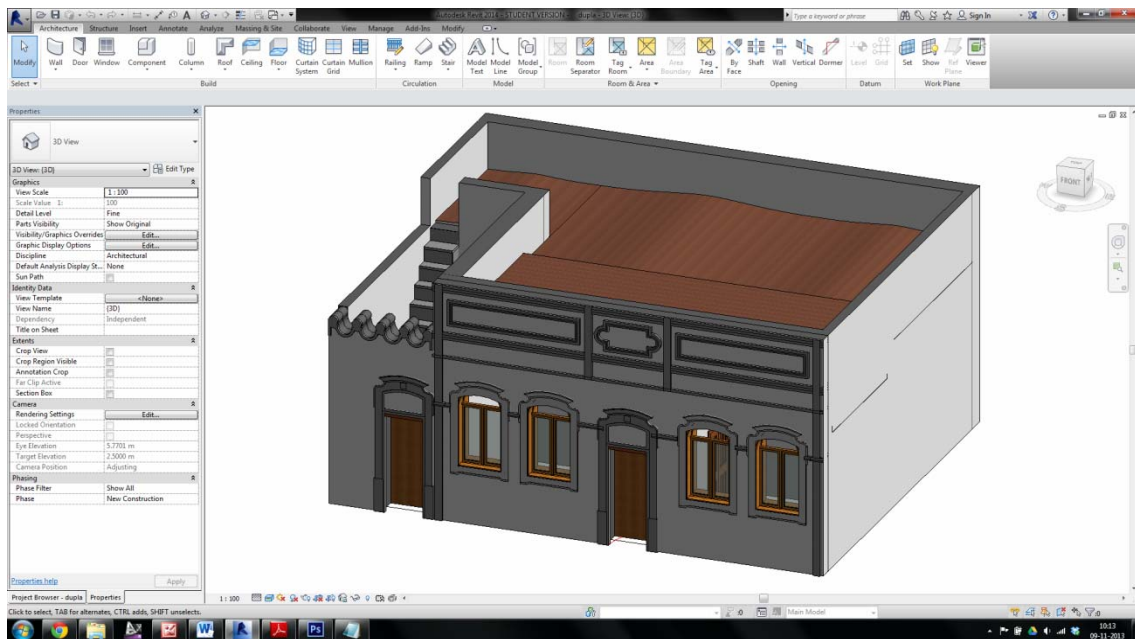 Autodesk Revit 2014 - STUDENT VERSION - dupla - 3D View: {3D}
Type a keyword or phrase
Sign In
Architecture Structure Insert Annotate Analyze Massing & Site Collaborate View Manage Add-Ins Modify
Modify Wall Door Window Component Column Roof Ceiling Floor Curtain System Curtain Grid Mullion Railing Ramp Stair Model Text Model Line Model Group Room Room Separator Tag Room Area Area Boundary Tag Area By Face Shaft Wall Vertical Dormer Level Grid Set Show Ref Plane Viewer
Select Build Circulation Model Room & Area Opening Datum Work Plane
Properties
3D View
3D View: {3D} Edit Type
Graphics
View Scale 1 : 100
Scale Value 1: 100
Detail Level Fine
Parts Visibility Show Original
Visibility/Graphics Overrides Edit...
Graphic Display Options Edit...
Discipline Architectural
Default Analysis Display St... None
Sun Path
Identity Data
View Template <None>
View Name {3D}
Dependency Independent
Title on Sheet
Extents
Crop View
Crop Region Visible
Annotation Crop
Far Clip Active
Section Box
Camera
Rendering Settings Edit...
Locked Orientation
Perspective
Eye Elevation 5.7701 m
Target Elevation 2.5000 m
Camera Position Adjusting
Phasing
Phase Filter Show All
Phase New Construction
FRONT
Properties help Apply
Project Browser - dupla Properties
1 : 100
Click to select, TAB for alternates, CTRL adds, SHIFT unselects.
:0 Main Model :0
10:13
09-11-2013